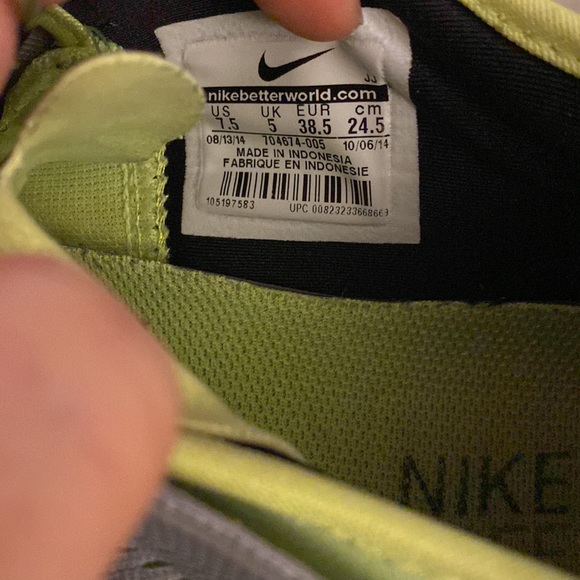 JJ
nikebetterworld.com
US UK EUR cm
7.5 5 38.5 24.5
08/13/14 704674-005 10/06/14
MADE IN INDONESIA
FABRIQUE EN INDONESIE
105197583 UPC 00823233668663
NIKE